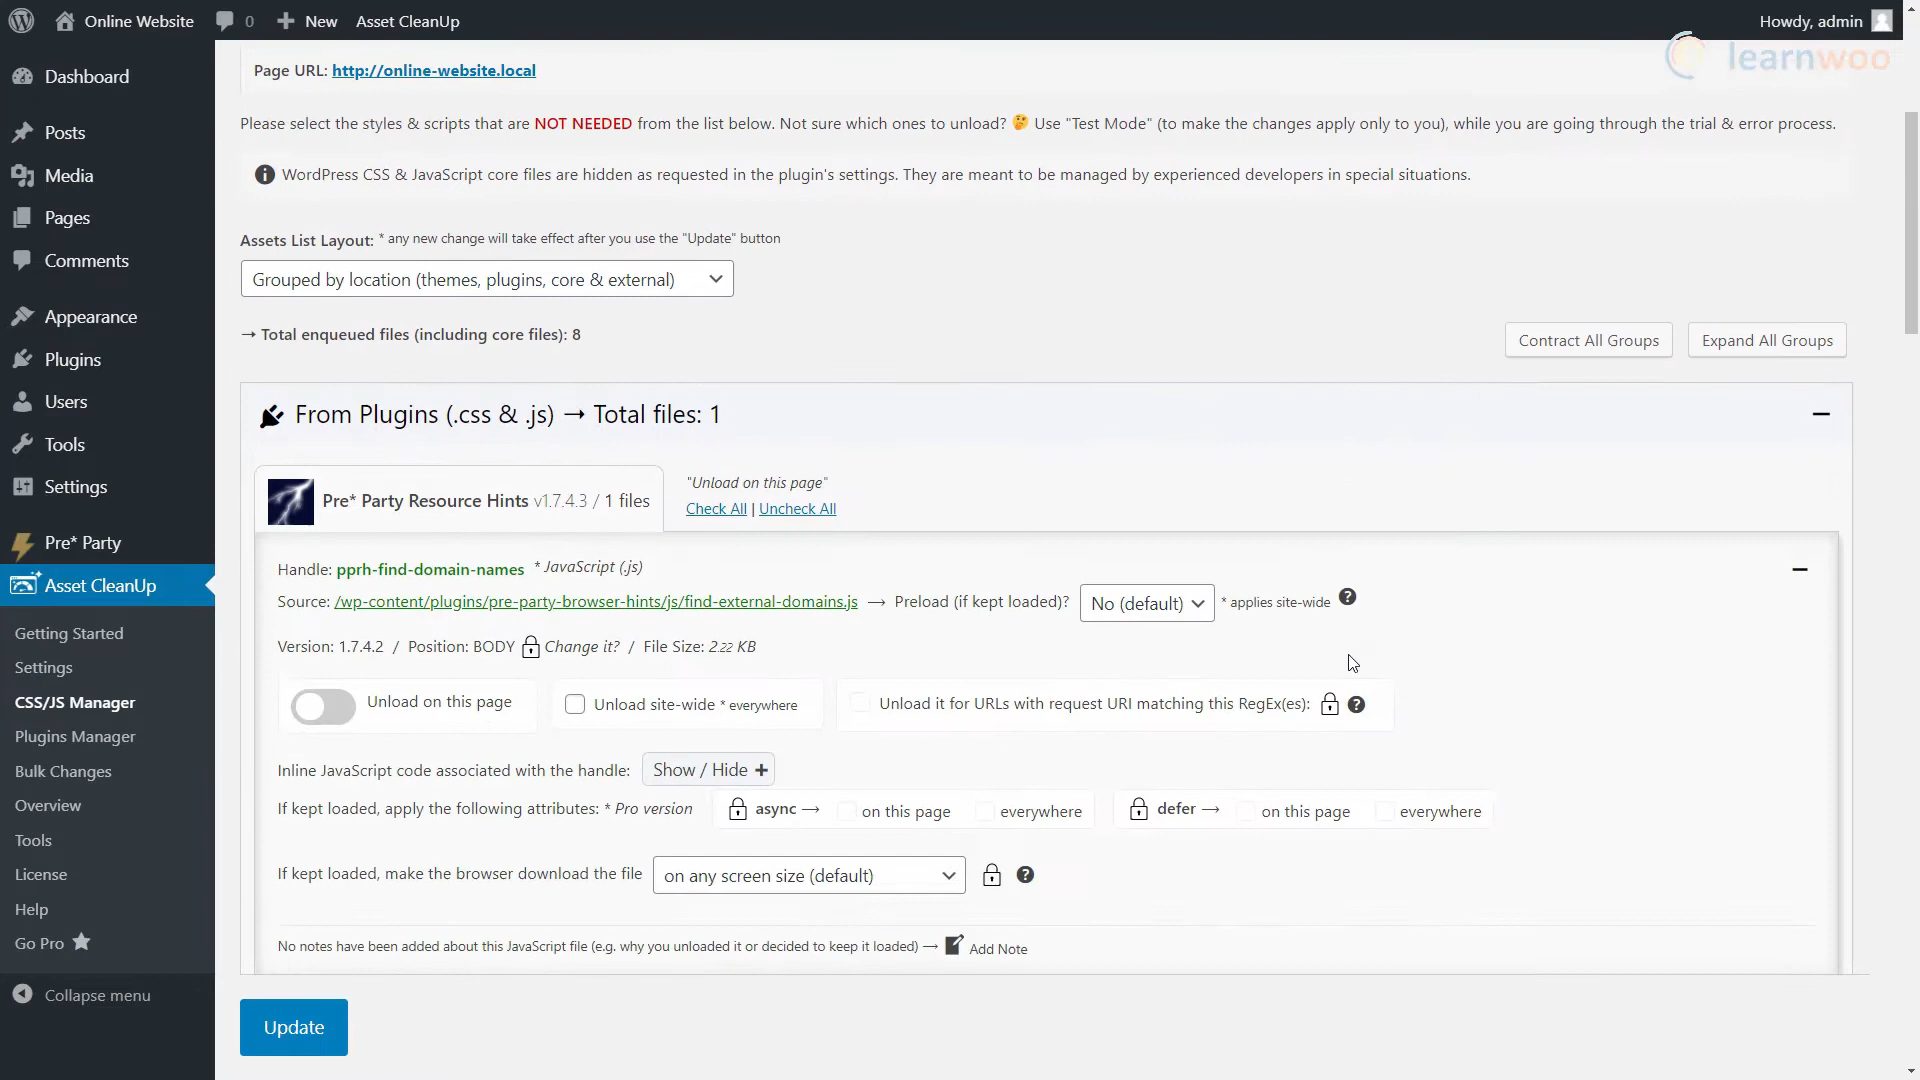 Online Website
0
New
Asset CleanUp
Howdy, admin
learnwoo
Dashboard
Posts
Media
Pages
Comments
Appearance
Plugins
Users
Tools
Settings
Pre* Party
Asset CleanUp
Getting Started
Settings
CSS/JS Manager
Plugins Manager
Bulk Changes
Overview
Tools
License
Help
Go Pro
Collapse menu
Page URL: http://online-website.local
Please select the styles & scripts that are NOT NEEDED from the list below. Not sure which ones to unload? 🤔 Use "Test Mode" (to make the changes apply only to you), while you are going through the trial & error process.
WordPress CSS & JavaScript core files are hidden as requested in the plugin's settings. They are meant to be managed by experienced developers in special situations.
Assets List Layout: * any new change will take effect after you use the "Update" button
Grouped by location (themes, plugins, core & external)
→ Total enqueued files (including core files): 8
Contract All Groups
Expand All Groups
From Plugins (.css & .js) → Total files: 1
Pre* Party Resource Hints v1.7.4.3 / 1 files
"Unload on this page"
Check All | Uncheck All
Handle: pprh-find-domain-names * JavaScript (.js)
Source: /wp-content/plugins/pre-party-browser-hints/js/find-external-domains.js → Preload (if kept loaded)? No (default) * applies site-wide
Version: 1.7.4.2 / Position: BODY Change it? / File Size: 2.22 KB
Unload on this page
Unload site-wide * everywhere
Unload it for URLs with request URI matching this RegEx(es):
Inline JavaScript code associated with the handle: Show / Hide +
If kept loaded, apply the following attributes: * Pro version async → on this page everywhere defer → on this page everywhere
If kept loaded, make the browser download the file on any screen size (default)
No notes have been added about this JavaScript file (e.g. why you unloaded it or decided to keep it loaded) → Add Note
Update